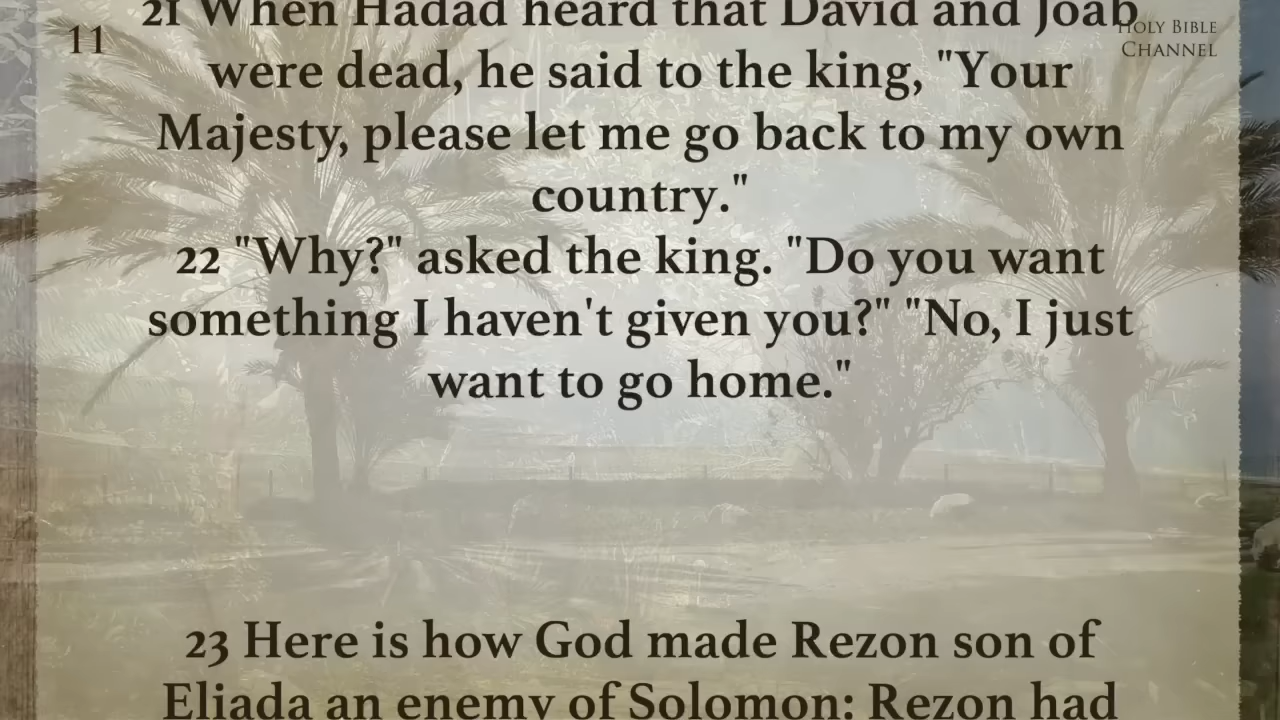 21 When Hadad heard that David and Joab
11
HOLY BIBLE
CHANNEL
were dead, he said to the king, "Your
Majesty, please let me go back to my own
country."
22 "Why?" asked the king. "Do you want
something I haven't given you?" "No, I just
want to go home."
23 Here is how God made Rezon son of
Eliada an enemy of Solomon: Rezon had